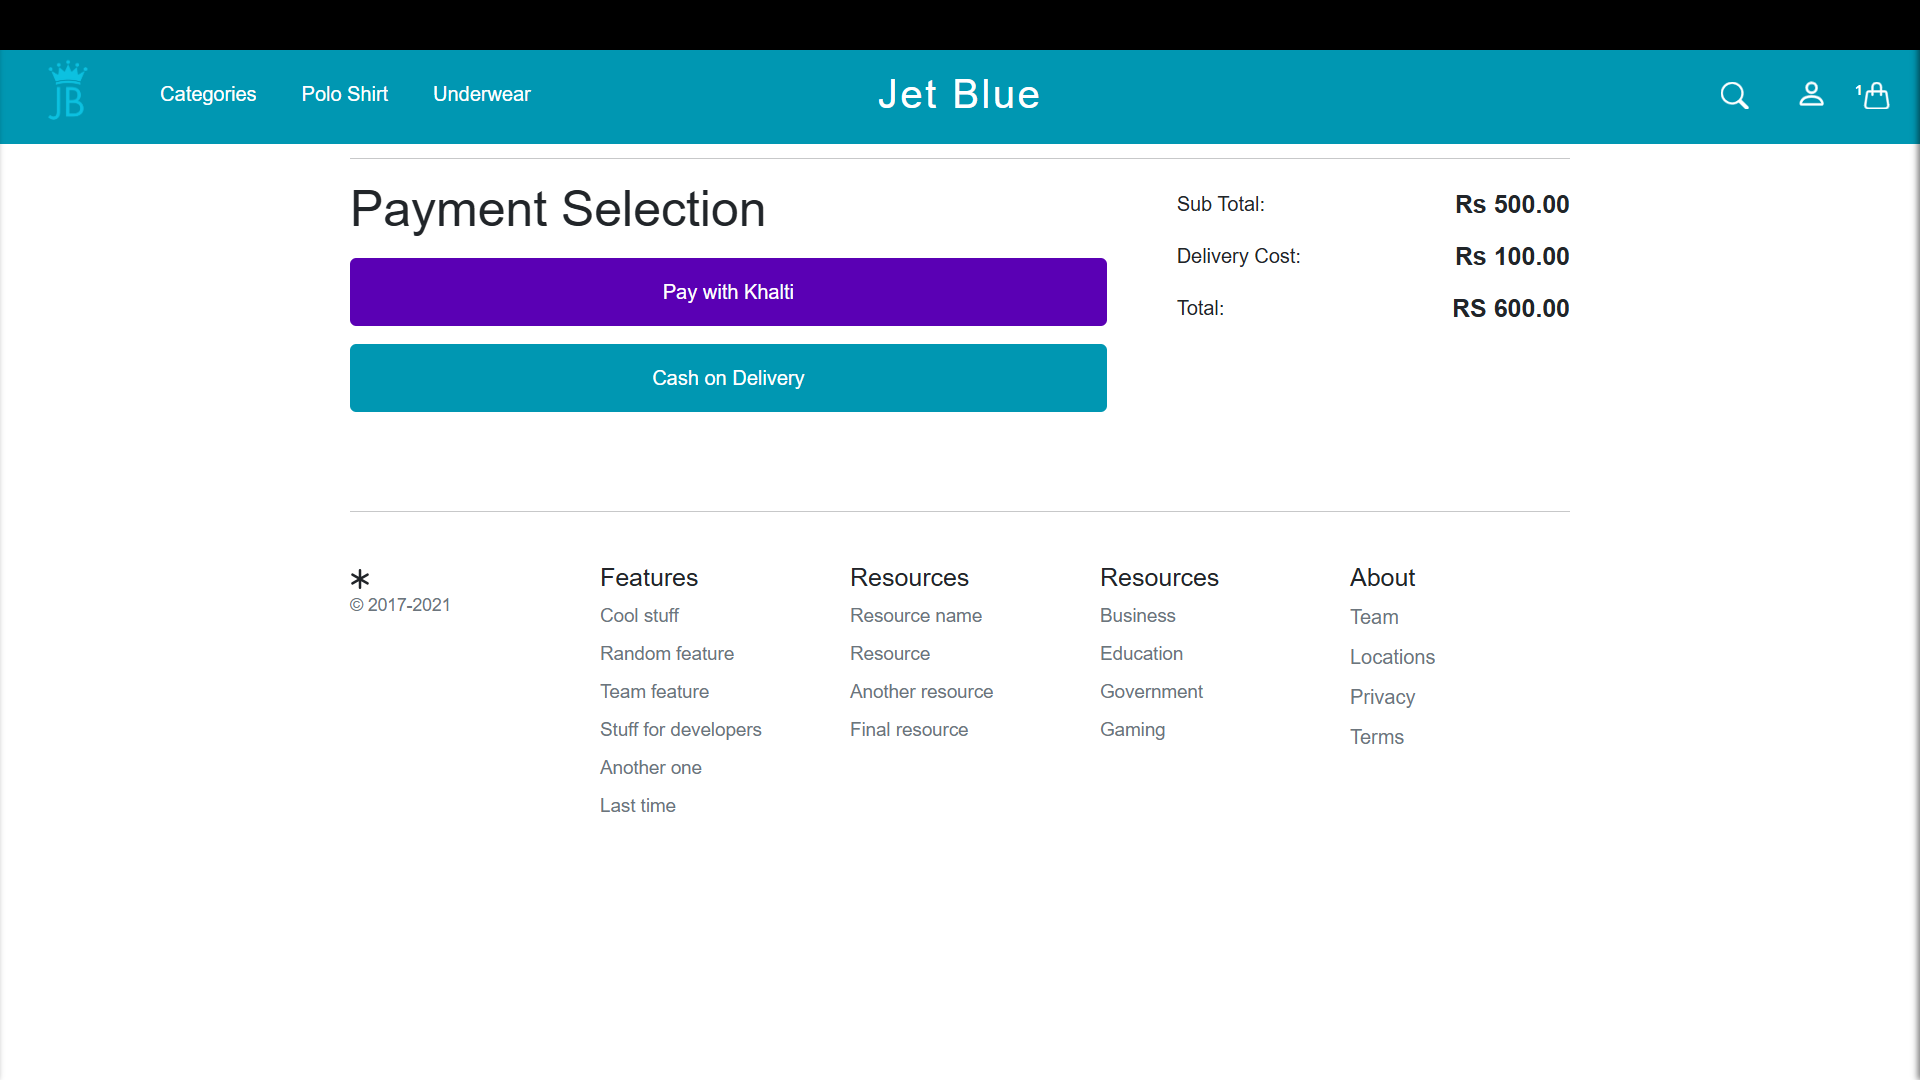 JB
Categories
Polo Shirt
Underwear
Jet Blue
1
Payment Selection
Pay with Khalti
Cash on Delivery
Sub Total: Rs 500.00
Delivery Cost: Rs 100.00
Total: RS 600.00
© 2017-2021
Features
Cool stuff
Random feature
Team feature
Stuff for developers
Another one
Last time
Resources
Resource name
Resource
Another resource
Final resource
Resources
Business
Education
Government
Gaming
About
Team
Locations
Privacy
Terms